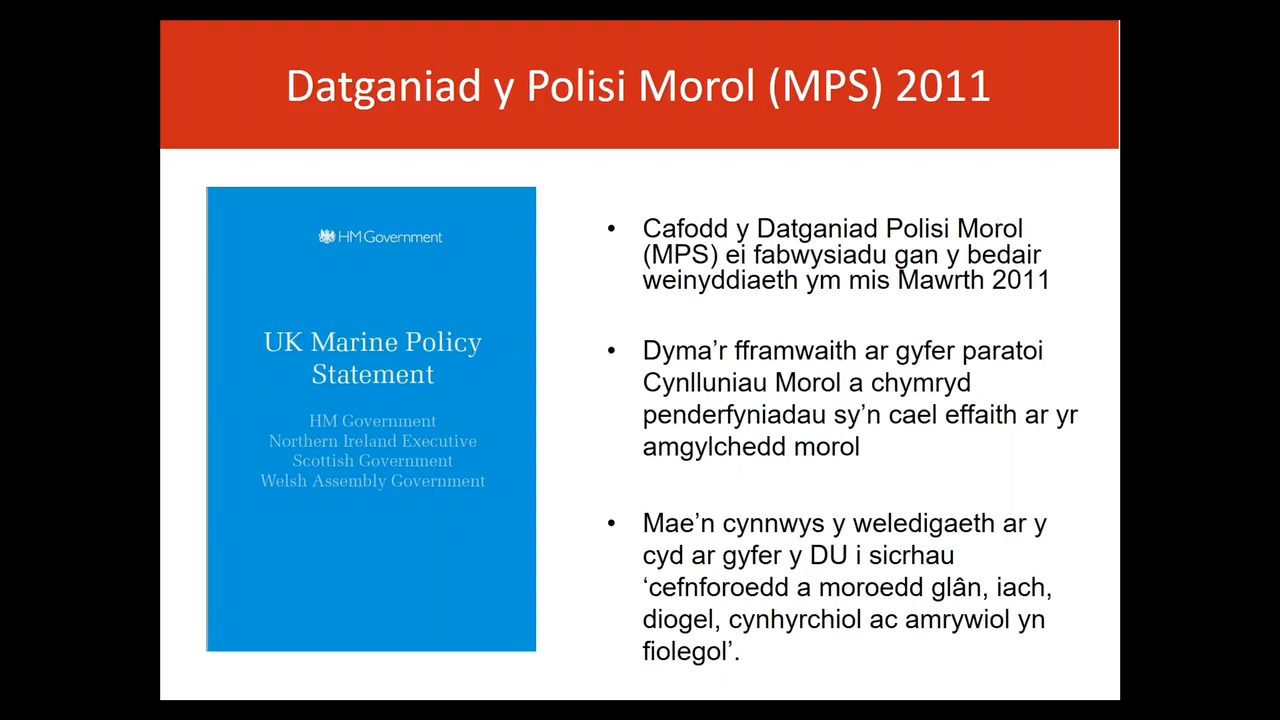 Datganiad y Polisi Morol (MPS) 2011
HM Government
UK Marine Policy
Statement
HM Government
Northern Ireland Executive
Scottish Government
Welsh Assembly Government
• Cafodd y Datganiad Polisi Morol
(MPS) ei fabwysiadu gan y bedair
weinyddiaeth ym mis Mawrth 2011
• Dyma’r fframwaith ar gyfer paratoi
Cynlluniau Morol a chymryd
penderfyniadau sy’n cael effaith ar yr
amgylchedd morol
• Mae’n cynnwys y weledigaeth ar y
cyd ar gyfer y DU i sicrhau
‘cefnforoedd a moroedd glân, iach,
diogel, cynhyrchiol ac amrywiol yn
fiolegol’.